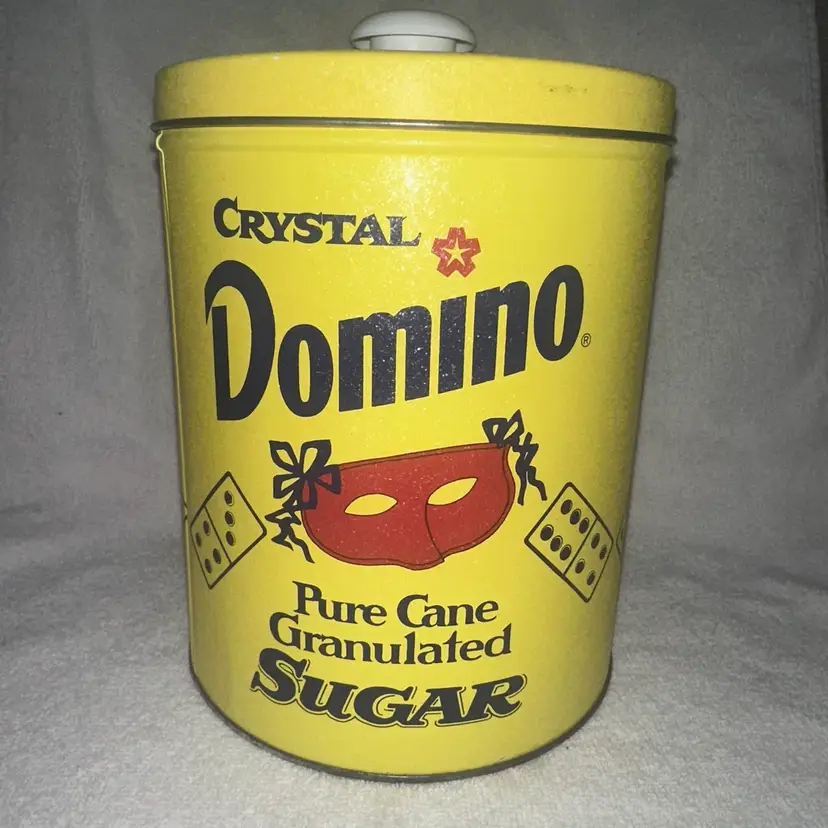 CRYSTAL
Domino®
Pure Cane
Granulated
SUGAR